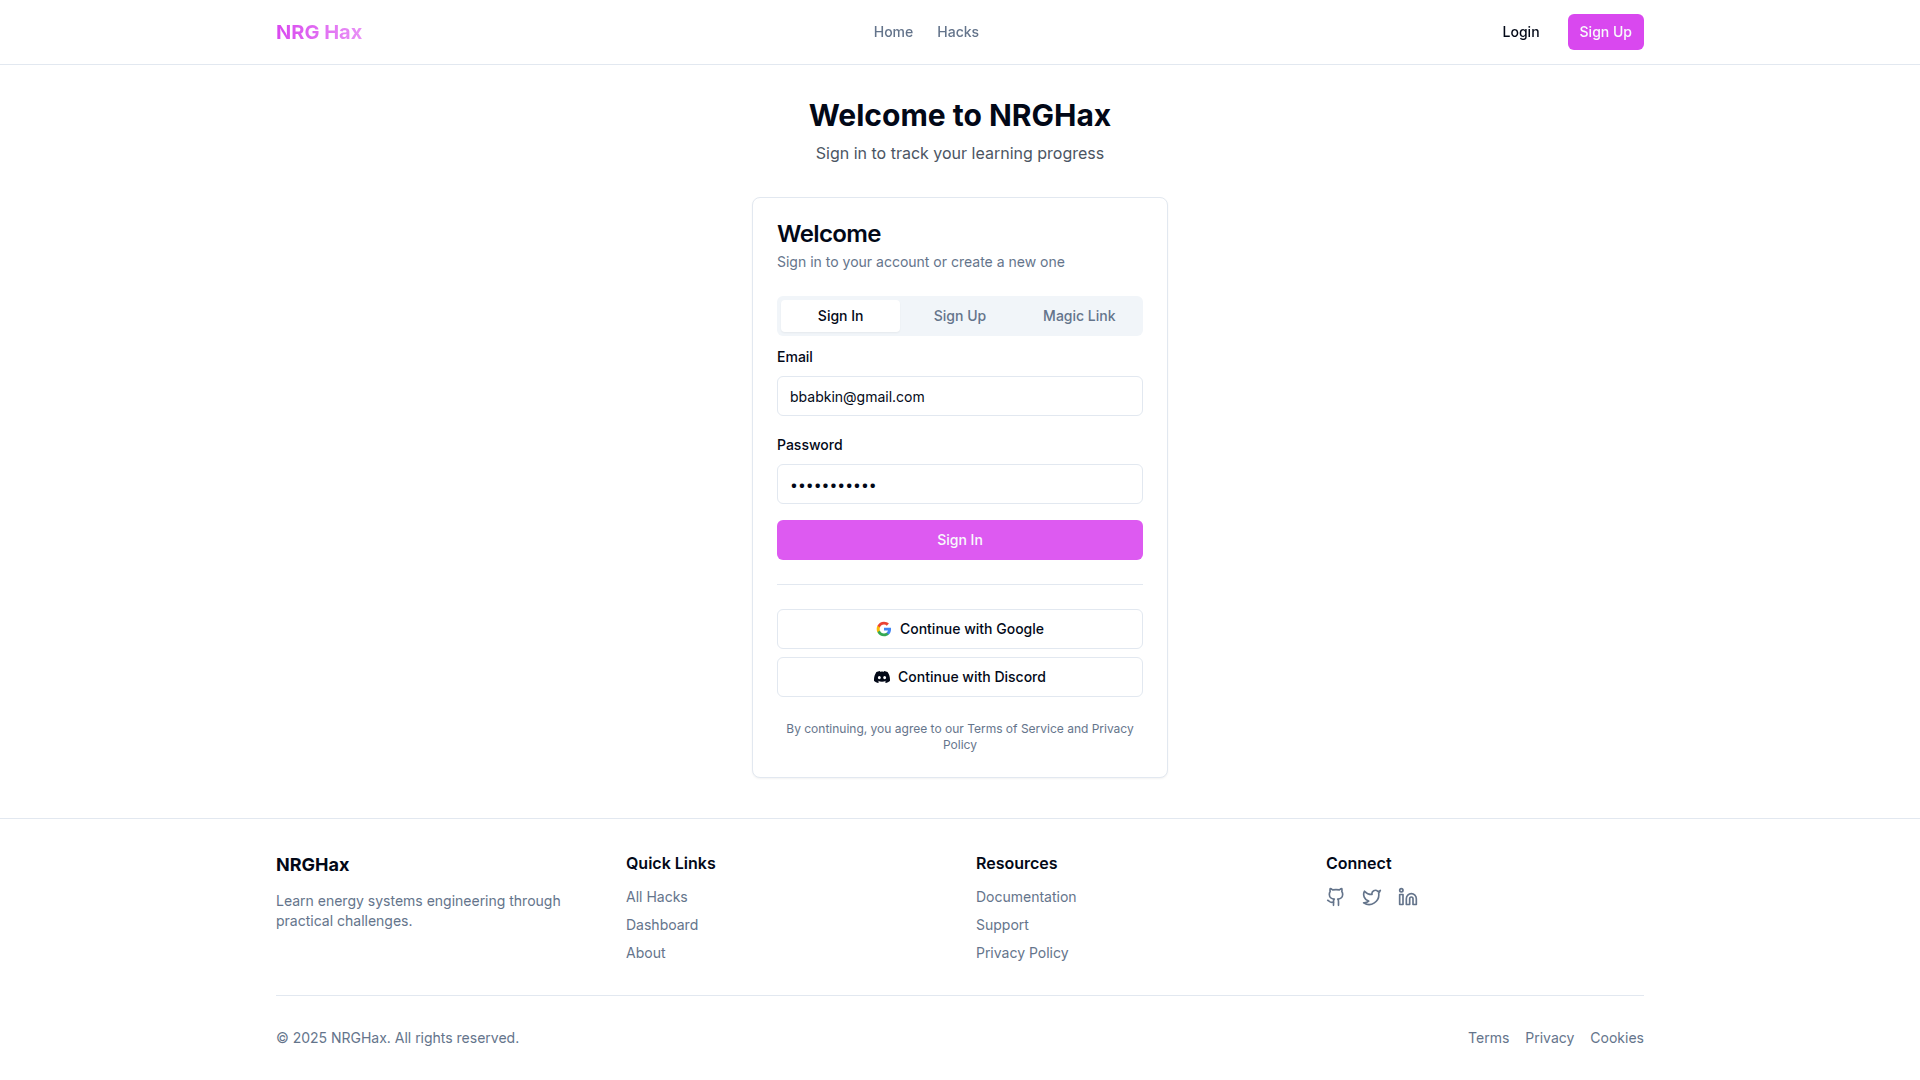 NRG Hax
Home
Hacks
Login
Sign Up
Welcome to NRGHax
Sign in to track your learning progress
Welcome
Sign in to your account or create a new one
Sign In
Sign Up
Magic Link
Email
bbabkin@gmail.com
Password
•••••••••••
Sign In
Continue with Google
Continue with Discord
By continuing, you agree to our Terms of Service and Privacy
Policy
NRGHax
Learn energy systems engineering through
practical challenges.
Quick Links
All Hacks
Dashboard
About
Resources
Documentation
Support
Privacy Policy
Connect
© 2025 NRGHax. All rights reserved.
Terms
Privacy
Cookies